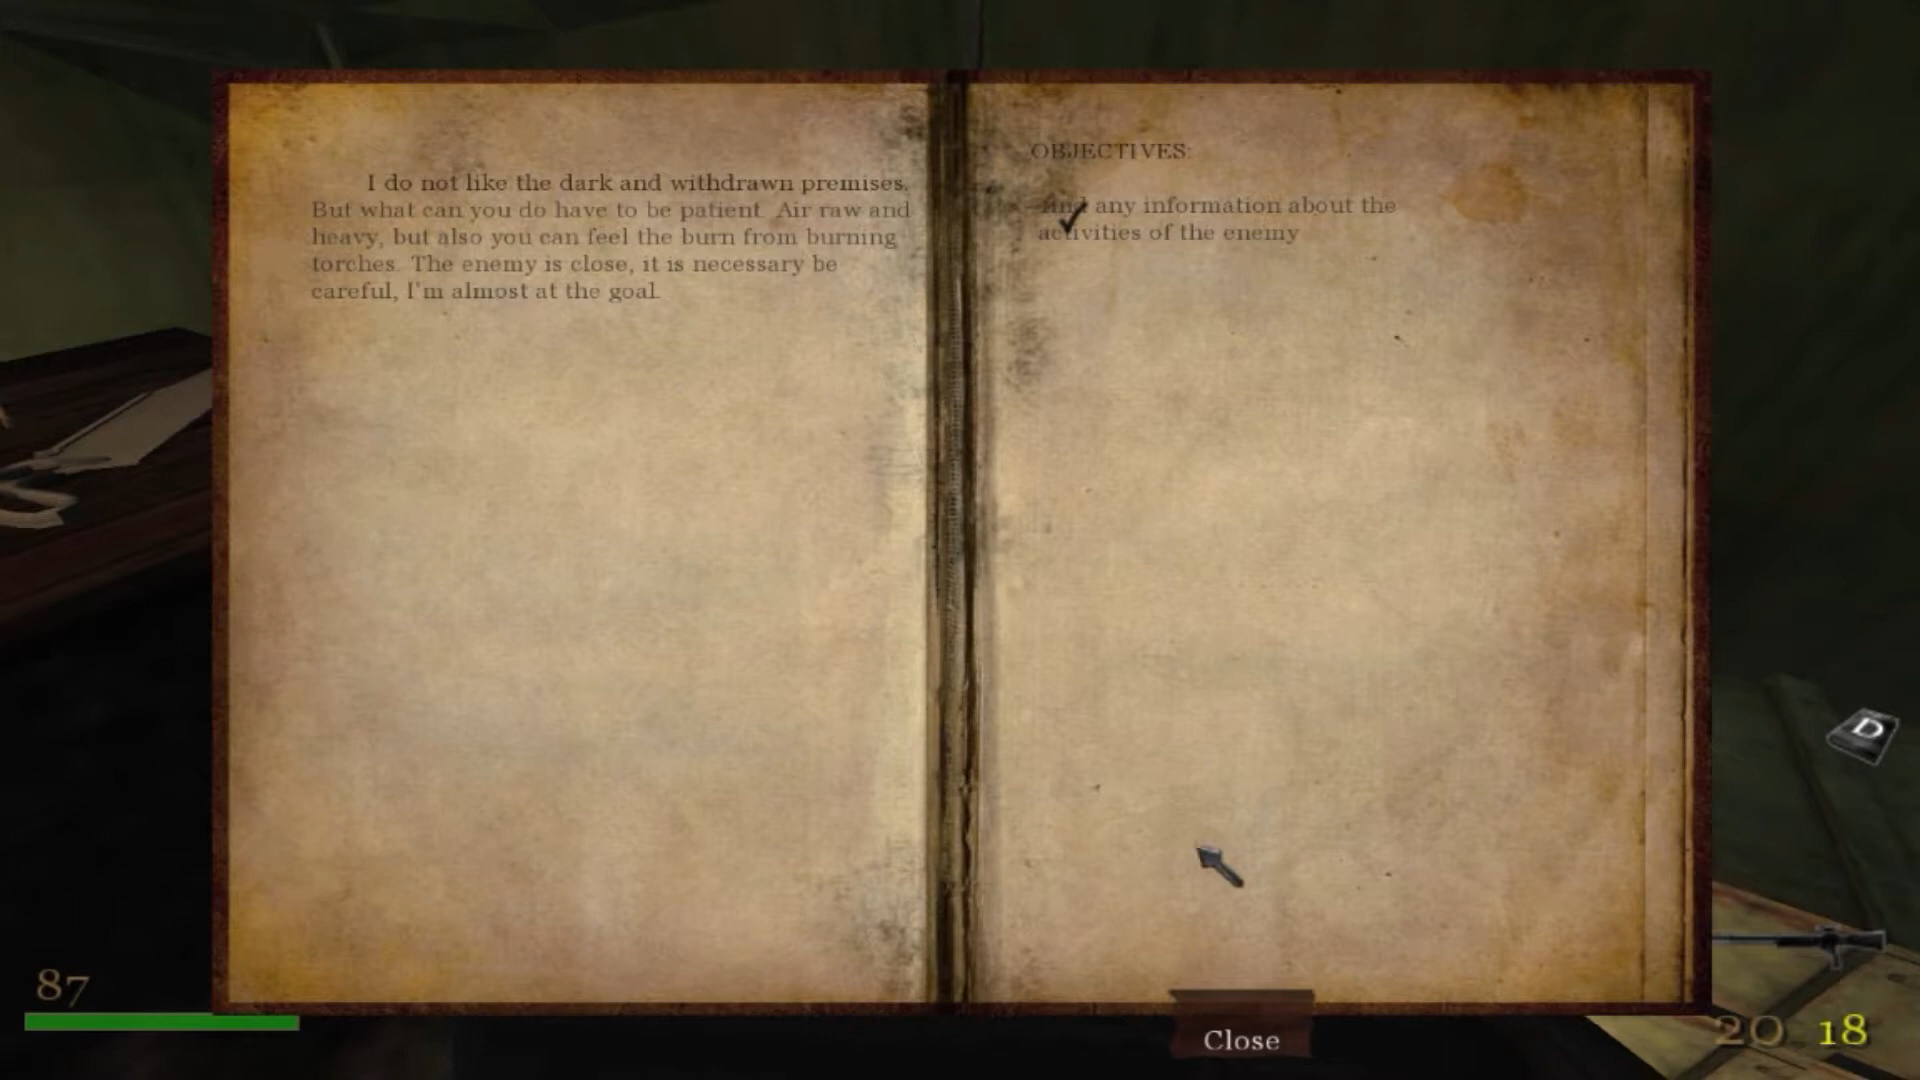 I do not like the dark and withdrawn premises.
But what can you do have to be patient. Air raw and
heavy, but also you can feel the burn from burning
torches. The enemy is close, it is necessary be
careful, I'm almost at the goal.
OBJECTIVES:
-find any information about the
activities of the enemy
D
87
20 18
Close